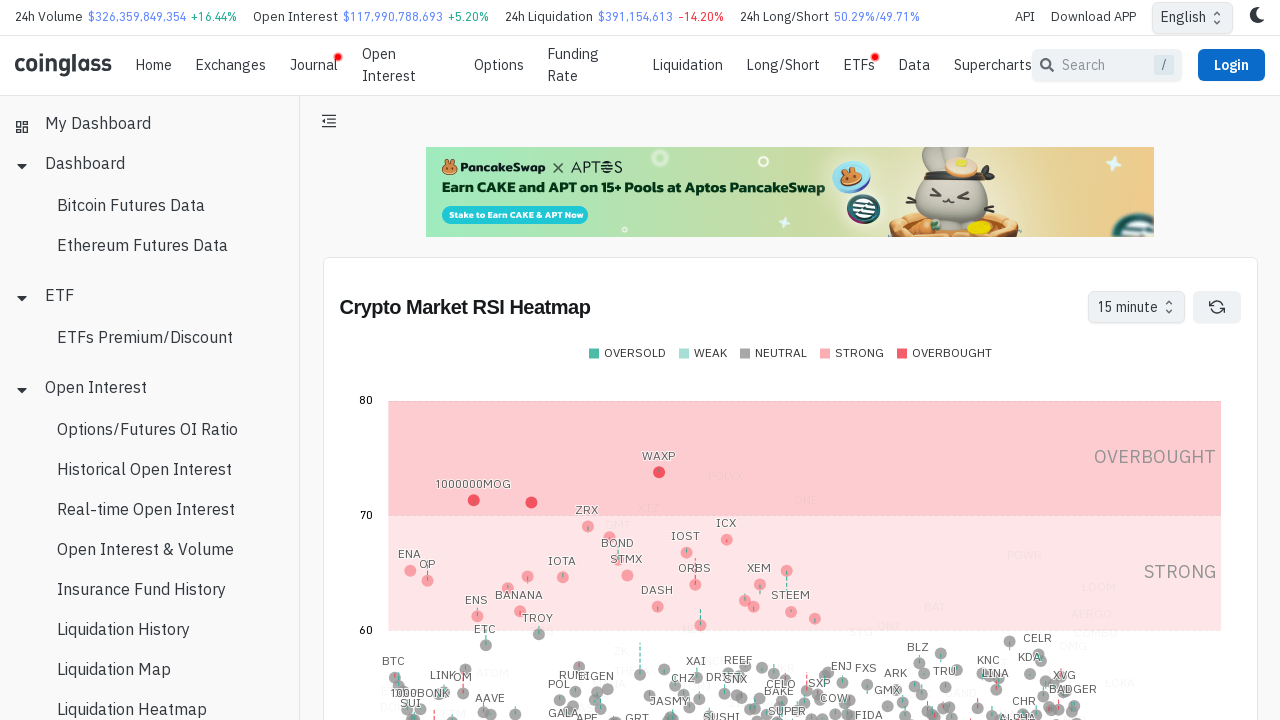 24h Volume $326,359,849,354 +16.44% Open Interest $117,990,788,693 +5.20% 24h Liquidation $391,154,613 -14.20% 24h Long/Short 50.29%/49.71% API Download APP English
coinglass Home Exchanges Journal Open Interest Options Funding Rate Liquidation Long/Short ETFs Data Supercharts Search / Login
My Dashboard
Dashboard
Bitcoin Futures Data
Ethereum Futures Data
ETF
ETFs Premium/Discount
Open Interest
Options/Futures OI Ratio
Historical Open Interest
Real-time Open Interest
Open Interest & Volume
Insurance Fund History
Liquidation History
Liquidation Map
Liquidation Heatmap
PancakeSwap × APTOS
Earn CAKE and APT on 15+ Pools at Aptos PancakeSwap
Stake to Earn CAKE & APT Now
Crypto Market RSI Heatmap 15 minute
OVERSOLD WEAK NEUTRAL STRONG OVERBOUGHT
80
WAXP OVERBOUGHT
1000000MOG
70 ZRX
ICX
IOST
BOND
ENA OP IOTA STMX ORBS XEM STRONG
ENS BANANA DASH STEEM
TROY
60 ETC
CELR
BLZ
BTC XAI REEF KNC KDA
LINK ENJ FXS ARK TRU LINA XVG
POL EIGEN CHZ SNX CELO SXP GMX BADGER
1000BONK AAVE JASMY BAKE COW CHR
SUI GALA APE GRT SUSHI SUPER FIDA ALPHA